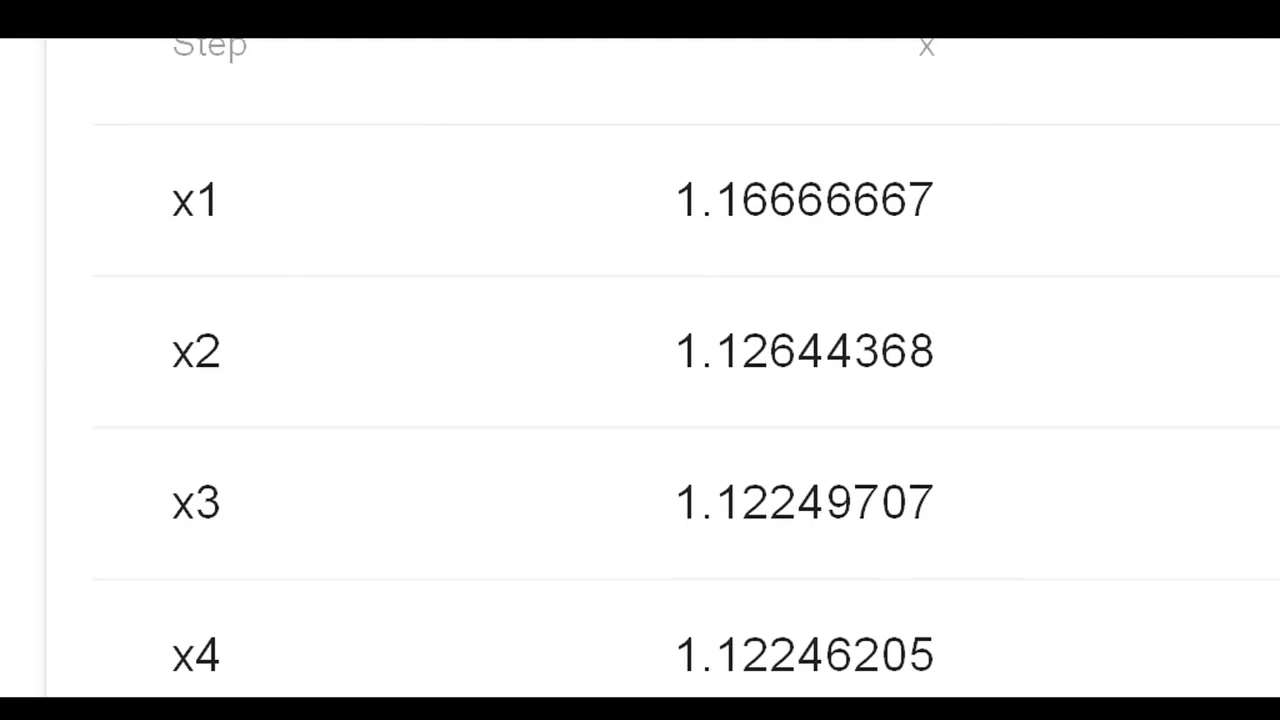 Step x
x1 1.16666667
x2 1.12644368
x3 1.12249707
x4 1.12246205